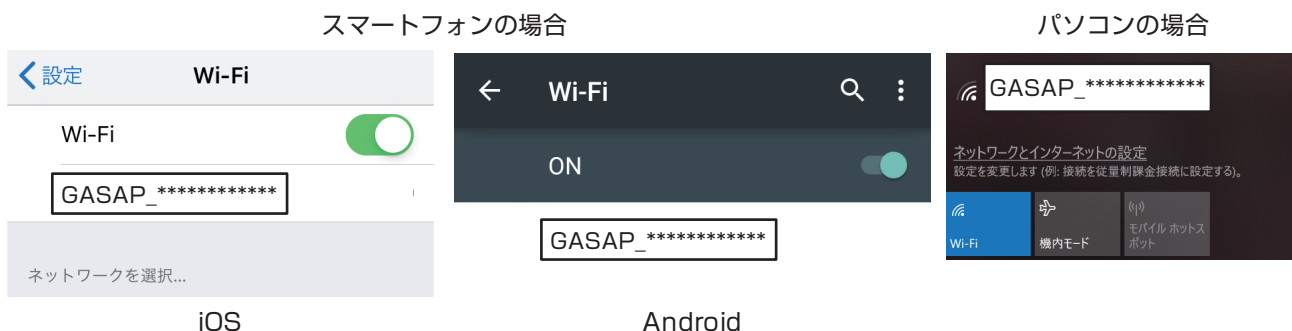 スマートフォンの場合
パソコンの場合
設定
Wi-Fi
Wi-Fi
GASAP_************
ネットワークを選択...
iOS
Wi-Fi
ON
GASAP_************
Android
GASAP_************
ネットワークとインターネットの設定
設定を変更します (例: 接続を従量制課金接続に設定する)。
Wi-Fi
機内モード
モバイル ホットス
ポット